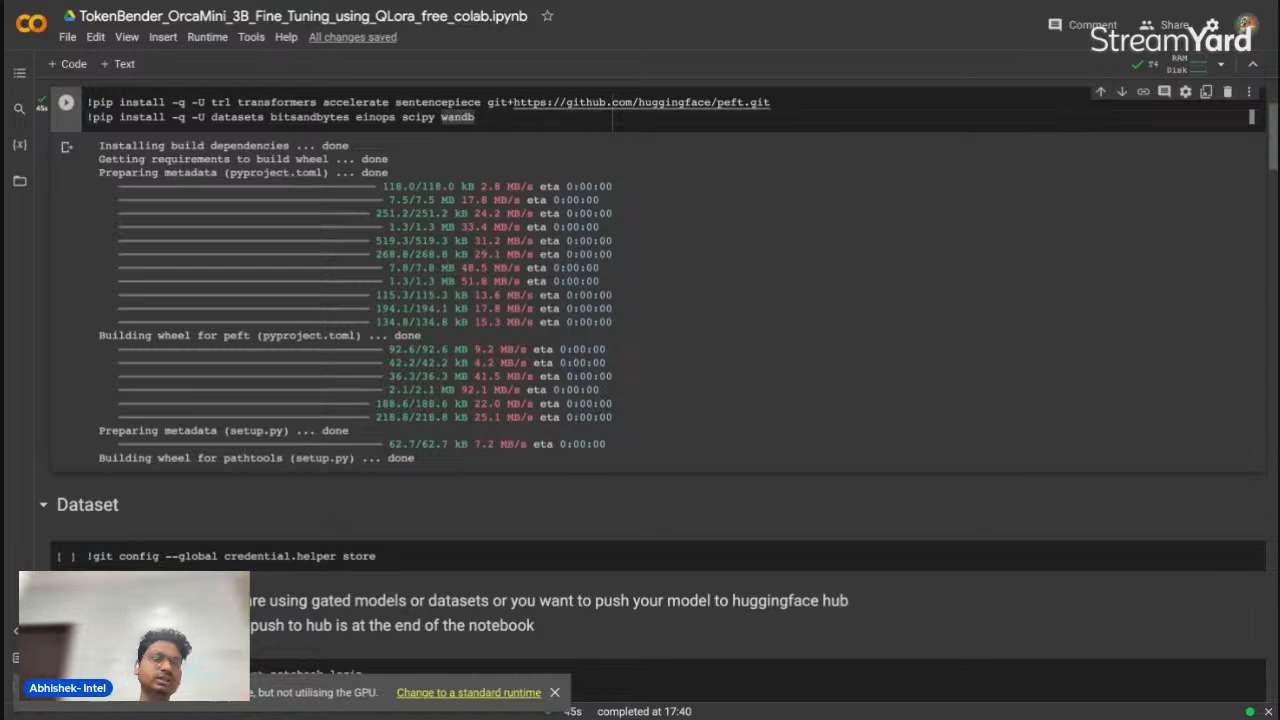 TokenBender_OrcaMini_3B_Fine_Tuning_using_QLora_free_colab.ipynb
File Edit View Insert Runtime Tools Help All changes saved
Comment Share
StreamYard
+ Code + Text
T4 RAM Disk
45s
!pip install -q -U trl transformers accelerate sentencepiece git+https://github.com/huggingface/peft.git
!pip install -q -U datasets bitsandbytes einops scipy wandb
{x}
Installing build dependencies ... done
Getting requirements to build wheel ... done
Preparing metadata (pyproject.toml) ... done
118.0/118.0 kB 2.8 MB/s eta 0:00:00
7.5/7.5 MB 17.8 MB/s eta 0:00:00
251.2/251.2 kB 24.2 MB/s eta 0:00:00
1.3/1.3 MB 33.4 MB/s eta 0:00:00
519.3/519.3 kB 31.2 MB/s eta 0:00:00
268.8/268.8 kB 29.1 MB/s eta 0:00:00
7.8/7.8 MB 48.5 MB/s eta 0:00:00
1.3/1.3 MB 51.8 MB/s eta 0:00:00
115.3/115.3 kB 13.6 MB/s eta 0:00:00
194.1/194.1 kB 17.8 MB/s eta 0:00:00
134.8/134.8 kB 15.3 MB/s eta 0:00:00
Building wheel for peft (pyproject.toml) ... done
92.6/92.6 MB 9.2 MB/s eta 0:00:00
42.2/42.2 kB 4.2 MB/s eta 0:00:00
36.3/36.3 MB 41.5 MB/s eta 0:00:00
2.1/2.1 MB 92.1 MB/s eta 0:00:00
188.6/188.6 kB 22.0 MB/s eta 0:00:00
218.8/218.8 kB 25.1 MB/s eta 0:00:00
Preparing metadata (setup.py) ... done
62.7/62.7 kB 7.2 MB/s eta 0:00:00
Building wheel for pathtools (setup.py) ... done
Dataset
[ ] !git config --global credential.helper store
re using gated models or datasets or you want to push your model to huggingface hub
push to hub is at the end of the notebook
Abhishek- Intel
, but not utilising the GPU. Change to a standard runtime
45s completed at 17:40